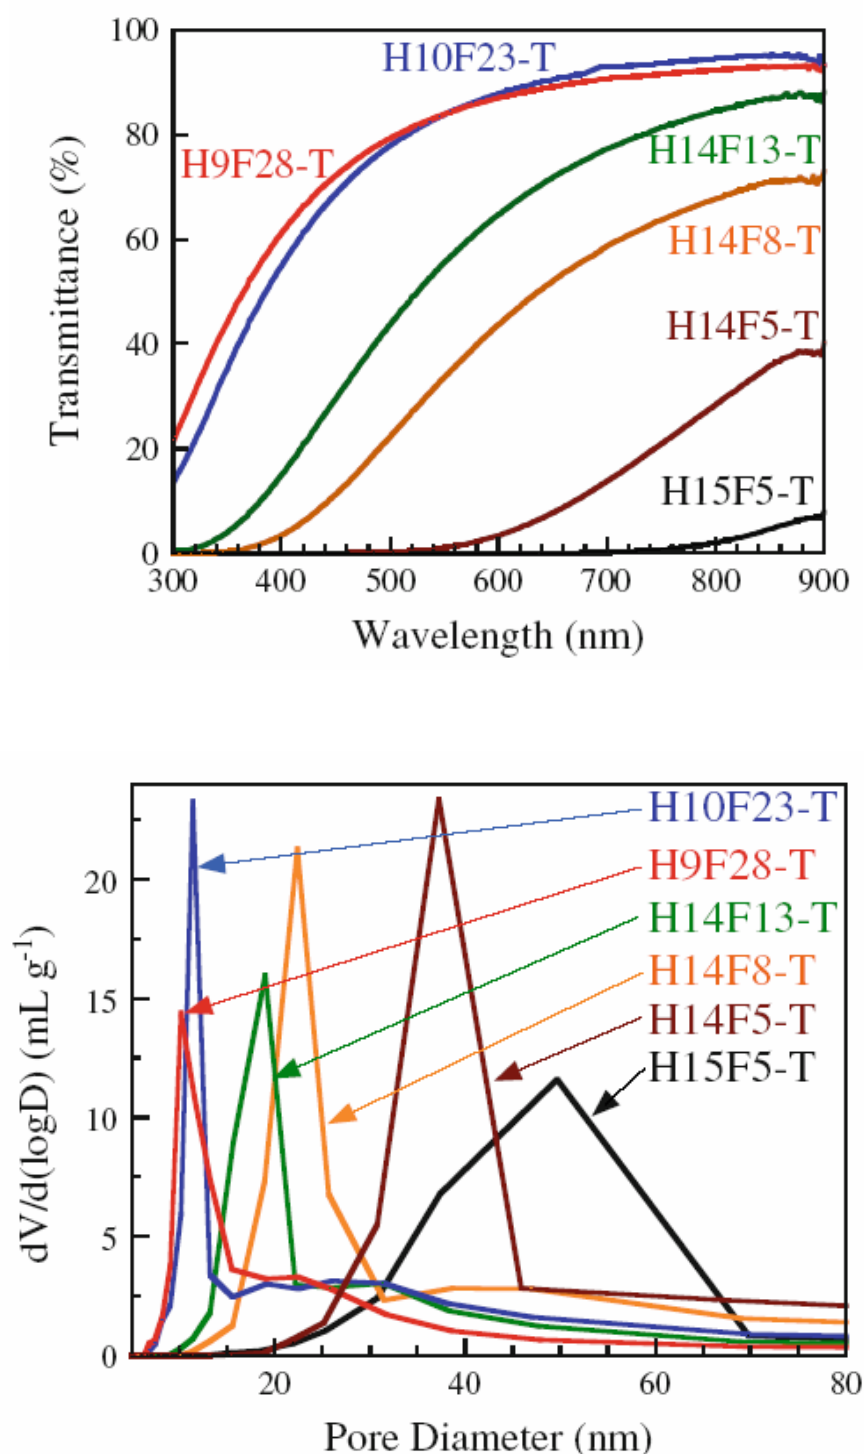 100
80
60
40
20
0
Transmittance (%)
H10F23-T
H9F28-T
H14F13-T
H14F8-T
H14F5-T
H15F5-T
300 400 500 600 700 800 900
Wavelength (nm)
20
15
10
5
0
dV/d(logD) (mL g⁻¹)
H10F23-T
H9F28-T
H14F13-T
H14F8-T
H14F5-T
H15F5-T
20 40 60 80
Pore Diameter (nm)